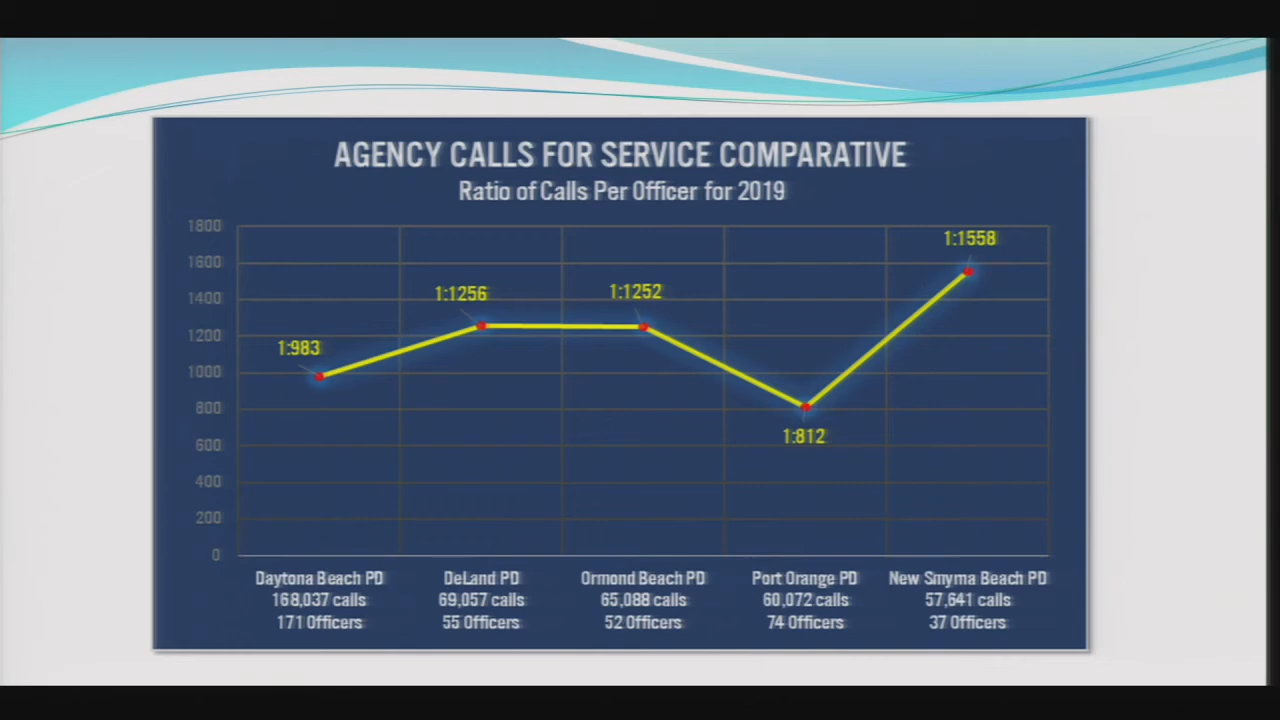 AGENCY CALLS FOR SERVICE COMPARATIVE
Ratio of Calls Per Officer for 2019
1800
1600
1400
1200
1000
800
600
400
200
0
1:983
1:1256
1:1252
1:812
1:1558
Daytona Beach PD
168,037 calls
171 Officers
DeLand PD
69,057 calls
55 Officers
Ormond Beach PD
65,088 calls
52 Officers
Port Orange PD
60,072 calls
74 Officers
New Smyrna Beach PD
57,641 calls
37 Officers